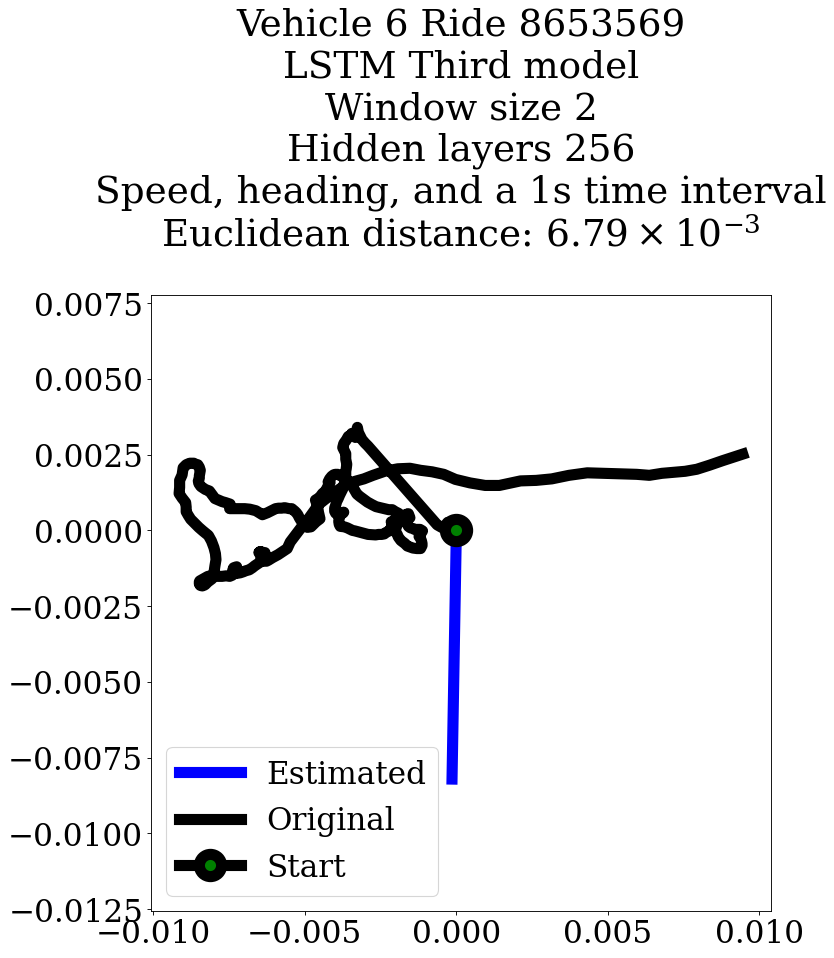 Vehicle 6 Ride 8653569
LSTM Third model
Window size 2
Hidden layers 256
Speed, heading, and a 1s time interval
Euclidean distance: 6.79 × 10⁻³
0.0075
0.0050
0.0025
0.0000
−0.0025
−0.0050
−0.0075
−0.0100
−0.0125
Estimated
Original
Start
−0.010 −0.005 0.000 0.005 0.010